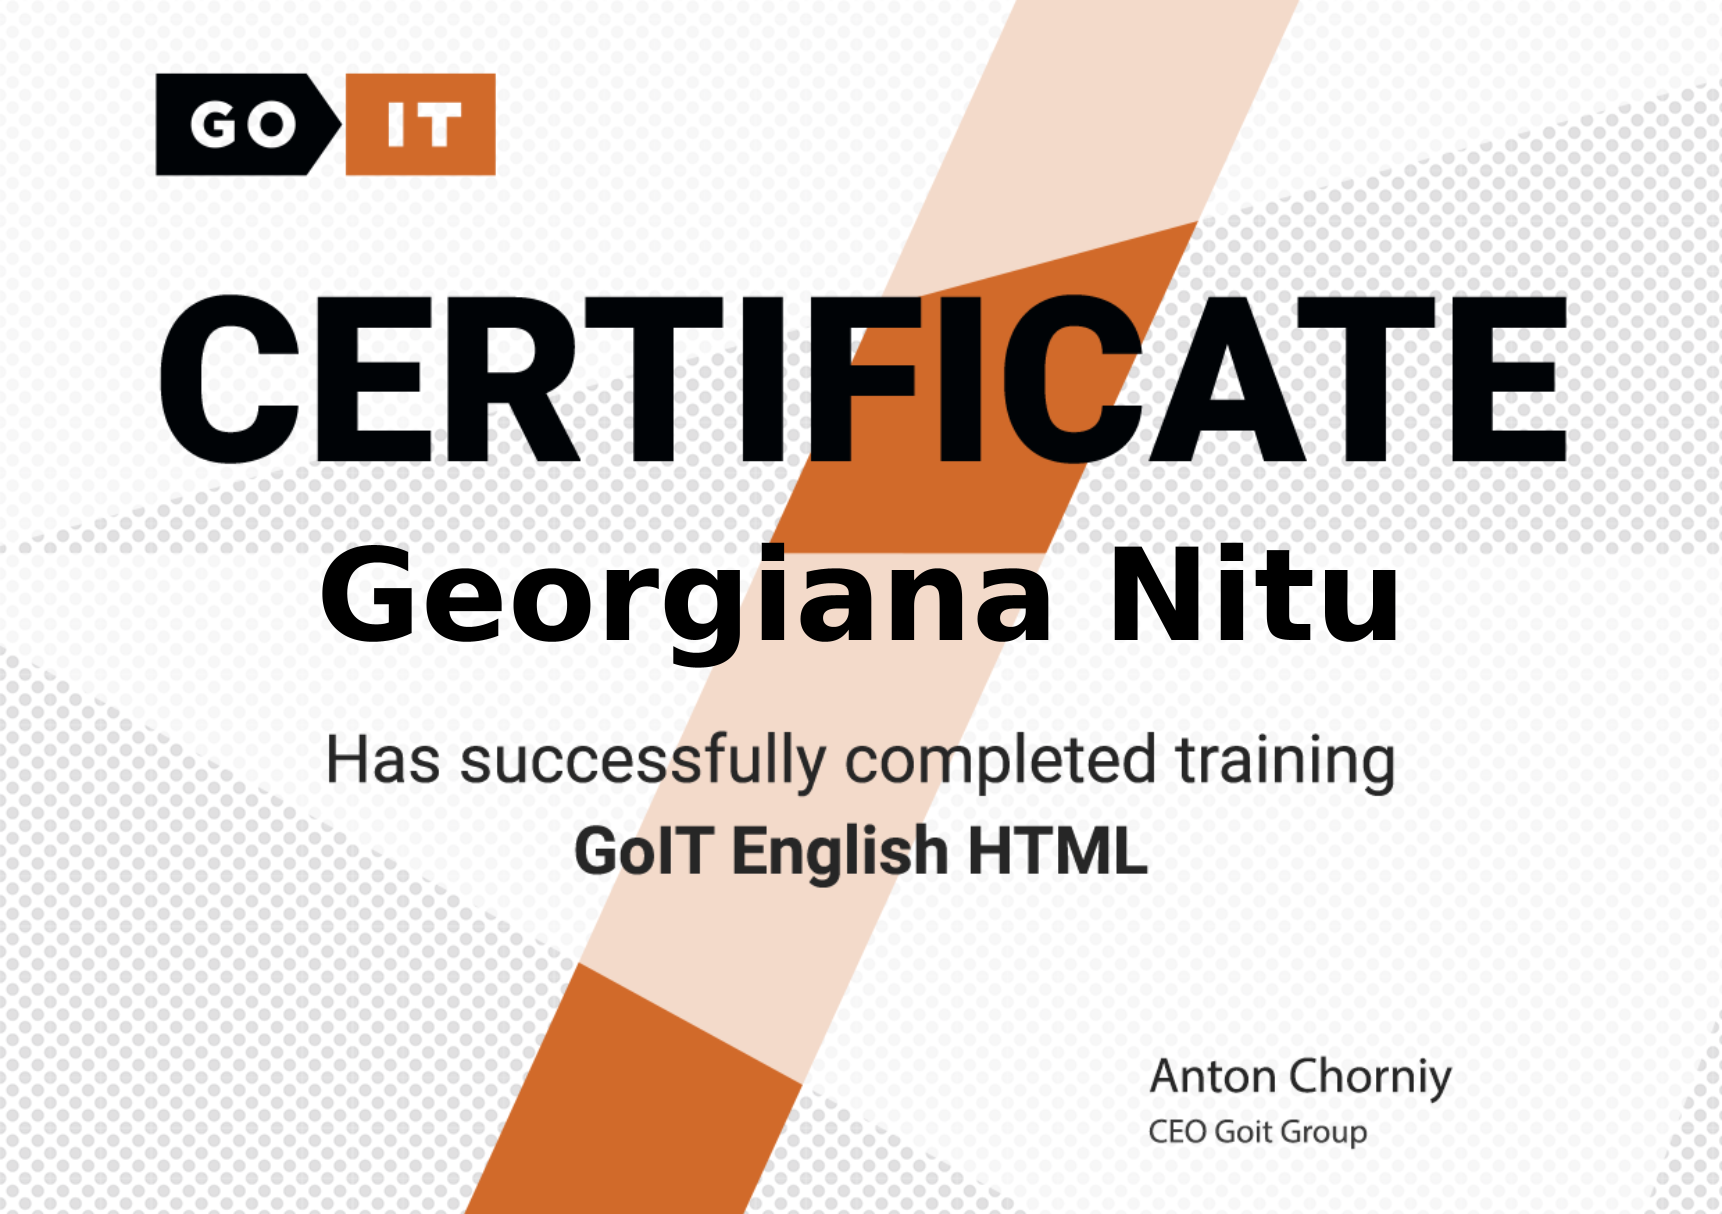 GO IT
CERTIFICATE
Georgiana Nitu
Has successfully completed training
GoIT English HTML
Anton Chorniy
CEO Goit Group